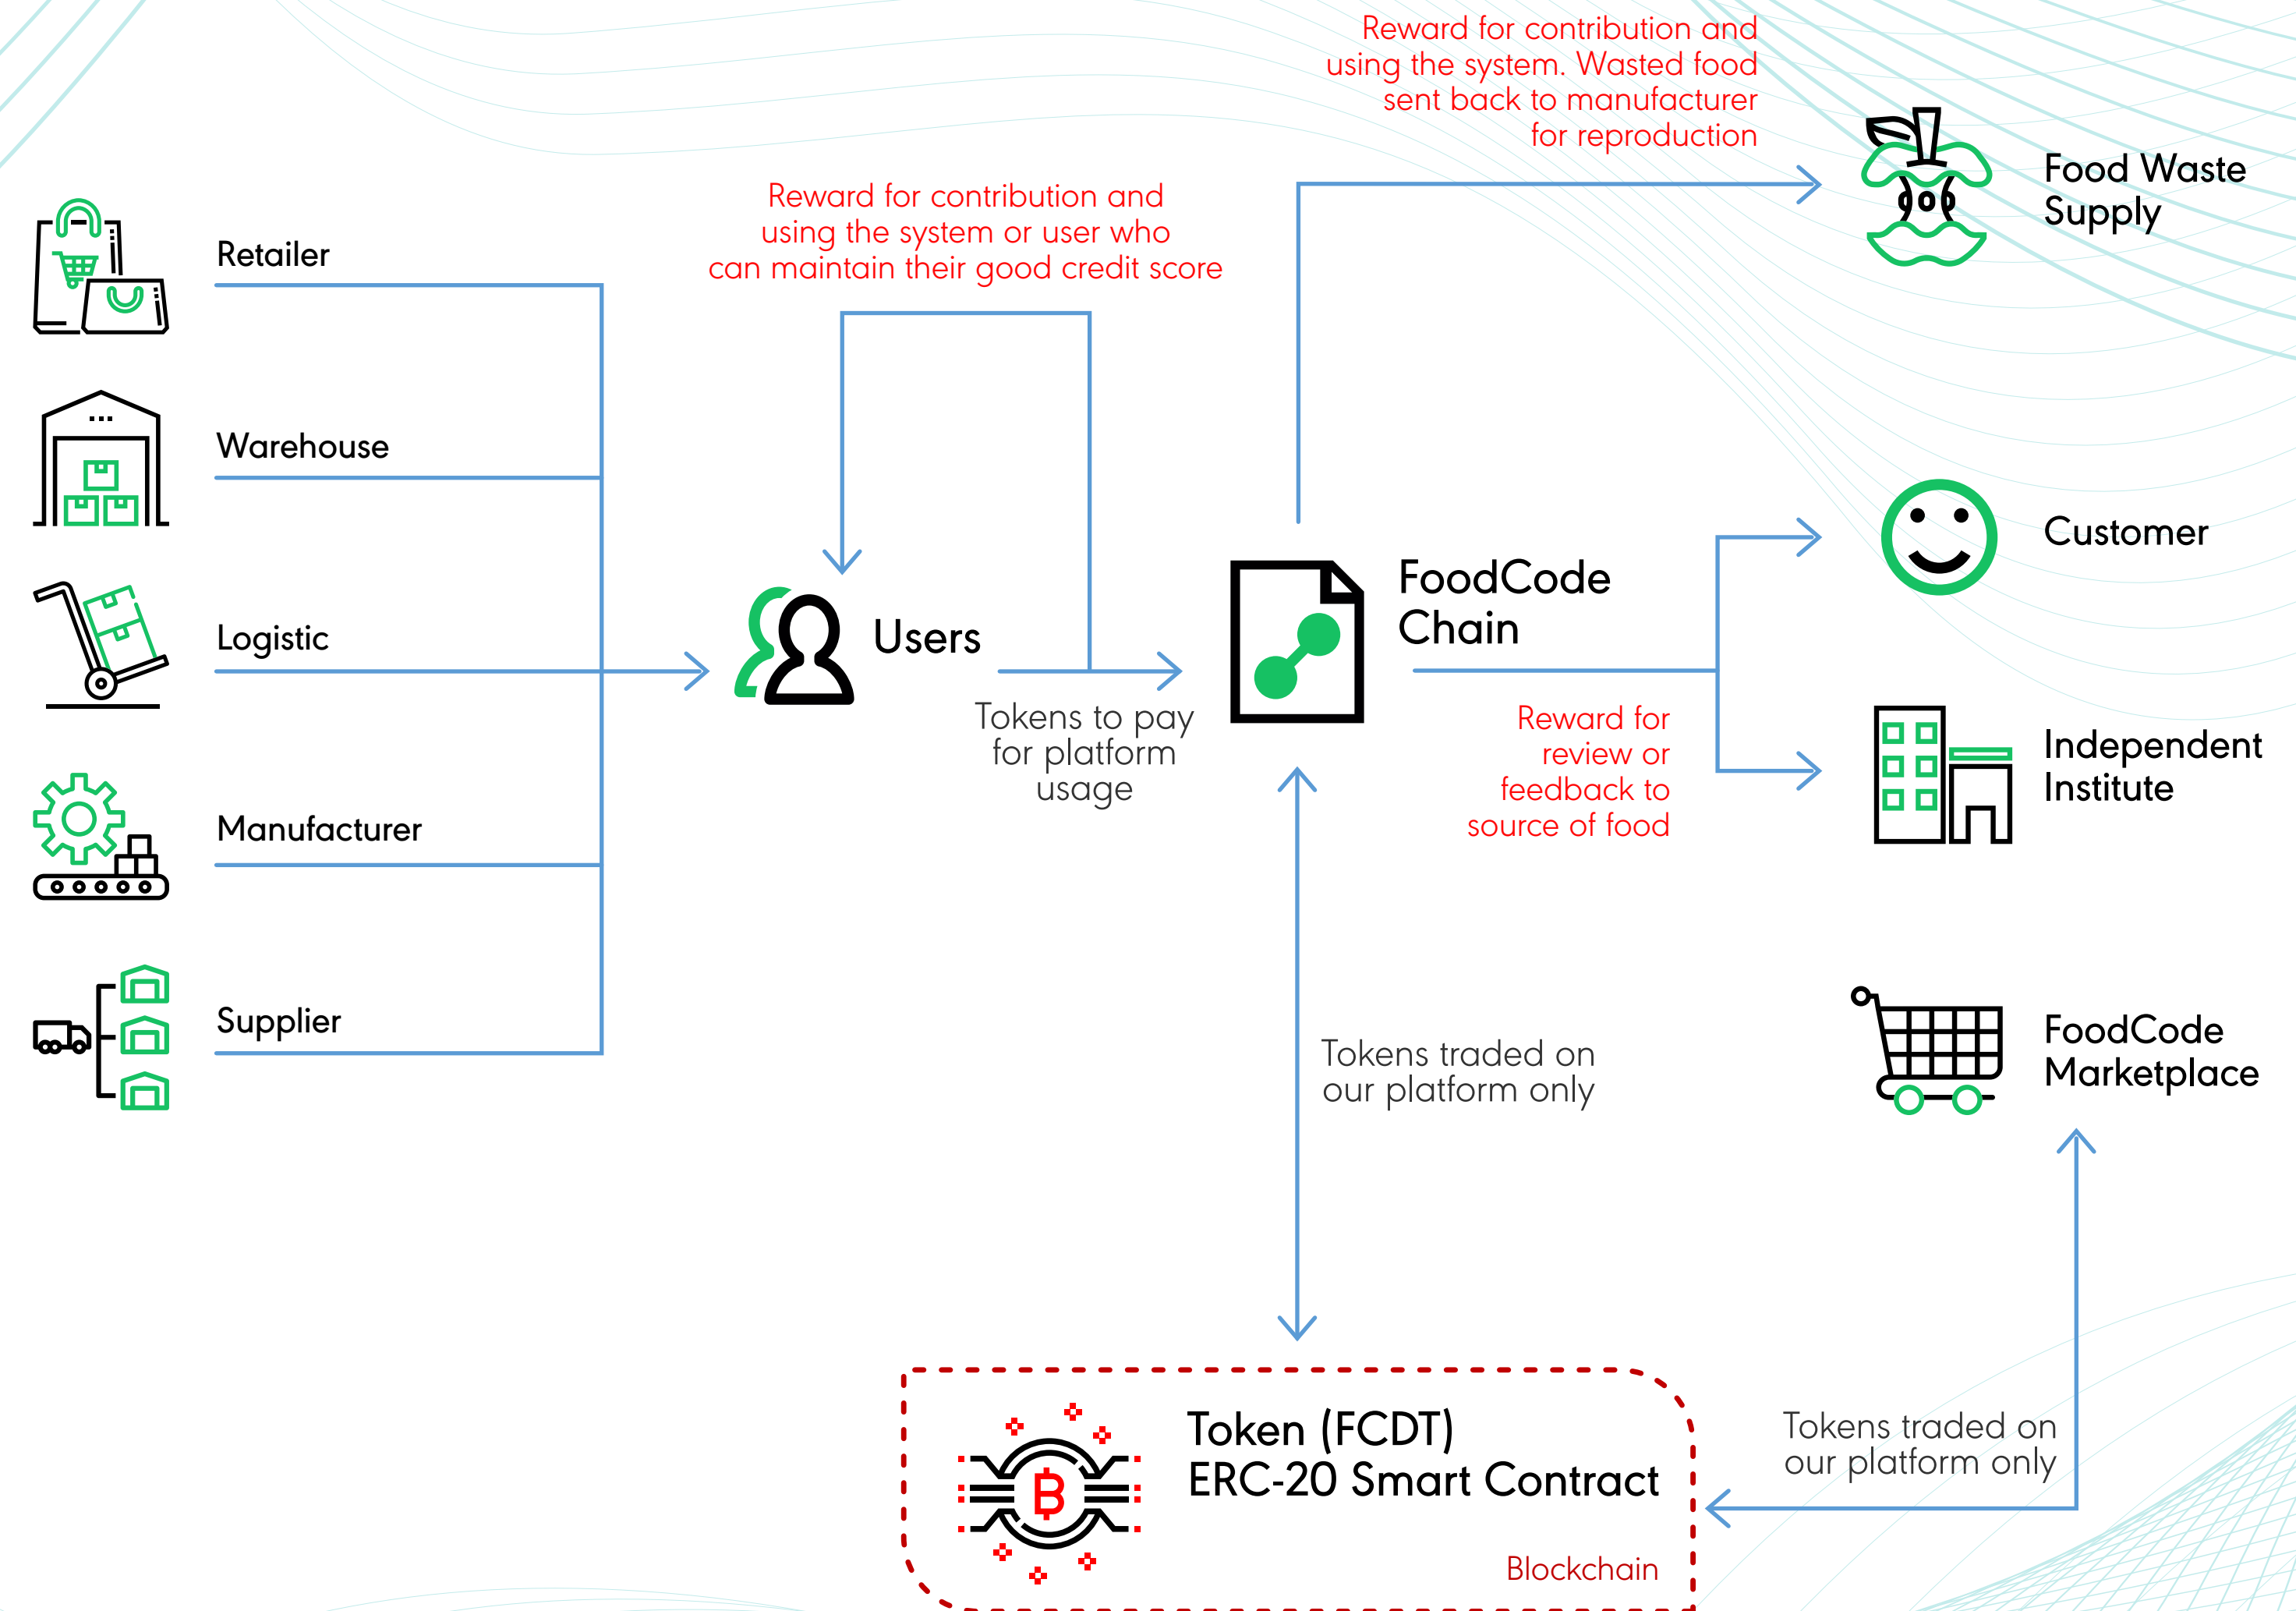 Reward for contribution and
using the system. Wasted food
sent back to manufacturer
for reproduction
Food Waste
Supply
Reward for contribution and
using the system or user who
can maintain their good credit score
Retailer
Warehouse
Logistic
Manufacturer
Supplier
Users
Tokens to pay
for platform
usage
FoodCode
Chain
Reward for
review or
feedback to
source of food
Customer
Independent
Institute
FoodCode
Marketplace
Tokens traded on
our platform only
Token (FCDT)
ERC-20 Smart Contract
Blockchain
Tokens traded on
our platform only